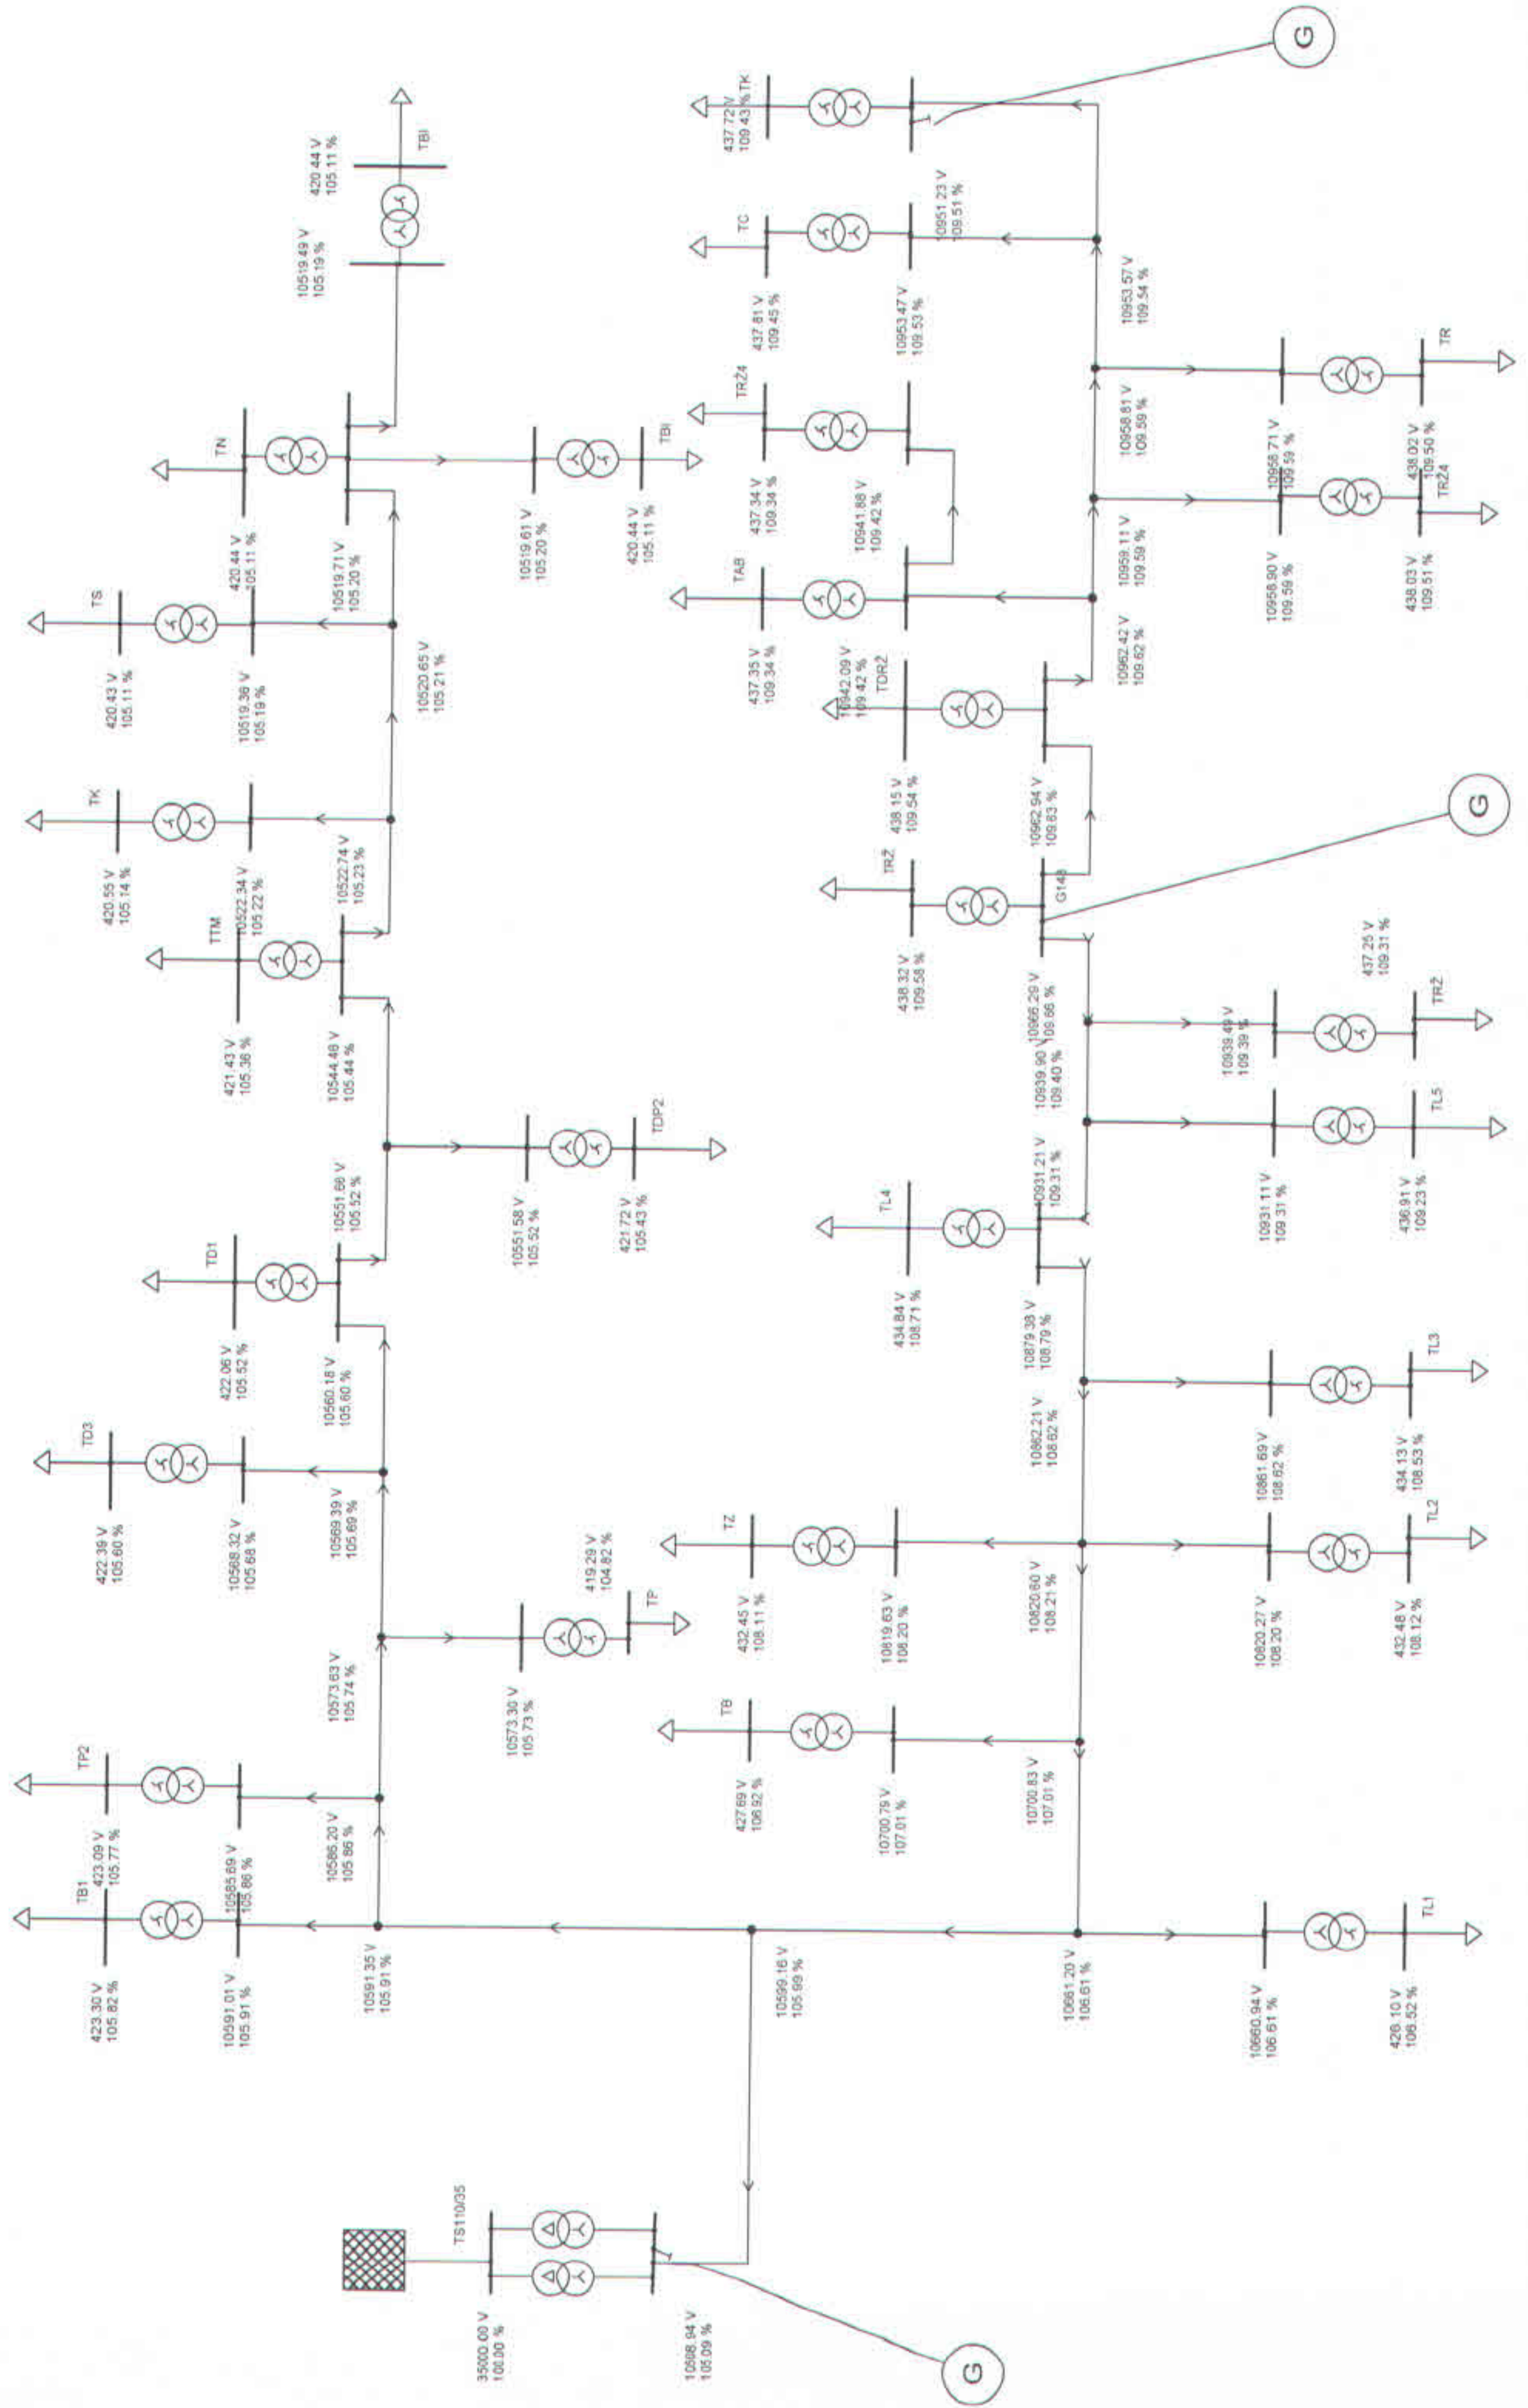 TS110/35
35000.00 V
100.00 %
10508.94 V
105.09 %
G
TB1
423.30 V
105.82 %
10591.01 V
105.91 %
10591.35 V
105.91 %
TP2
423.09 V
105.77 %
10585.69 V
105.86 %
10586.20 V
105.86 %
10573.63 V
105.74 %
10573.30 V
105.73 %
419.29 V
104.82 %
TP
TD3
422.39 V
105.60 %
10568.32 V
105.68 %
10569.39 V
105.69 %
TD1
422.06 V
105.52 %
10560.18 V
105.60 %
10551.66 V
105.52 %
10551.58 V
105.52 %
421.72 V
105.43 %
TDP2
TTM
421.43 V
105.36 %
10544.46 V
105.44 %
TK
420.55 V
105.14 %
10522.34 V
105.22 %
10522.74 V
105.23 %
TS
420.43 V
105.11 %
10519.36 V
105.19 %
10520.65 V
105.21 %
TN
420.44 V
105.11 %
10519.71 V
105.20 %
10519.61 V
105.20 %
420.44 V
105.11 %
TBI
10519.49 V
105.19 %
420.44 V
105.11 %
TBI
10599.16 V
105.99 %
10661.20 V
106.61 %
10660.94 V
106.61 %
426.10 V
106.52 %
TL1
TB
427.69 V
106.92 %
10700.79 V
107.01 %
10700.83 V
107.01 %
TZ
432.45 V
108.11 %
10819.63 V
108.20 %
10820.60 V
108.21 %
10820.27 V
108.20 %
432.48 V
108.12 %
TL2
10862.21 V
108.62 %
10861.69 V
108.62 %
434.13 V
108.53 %
TL3
TL4
434.84 V
108.71 %
10879.38 V
108.79 %
10931.21 V
109.31 %
10931.11 V
109.31 %
436.91 V
109.23 %
TL5
10939.90 V
109.40 %
10939.49 V
109.39 %
437.25 V
109.31 %
TRŽ
TRŽ
438.32 V
109.58 %
10966.29 V
109.66 %
G148
G
TDRŽ
438.15 V
109.54 %
10962.94 V
109.63 %
10962.42 V
109.62 %
TAB
437.35 V
109.34 %
10942.09 V
109.42 %
TRŽ4
437.34 V
109.34 %
10941.88 V
109.42 %
10959.11 V
109.59 %
10958.90 V
109.59 %
438.03 V
109.51 %
TRŽ4
10958.81 V
109.59 %
10958.71 V
109.59 %
438.02 V
109.50 %
TR
TC
437.81 V
109.45 %
10953.47 V
109.53 %
10953.57 V
109.54 %
TK
437.72 V
109.43 %
10951.23 V
109.51 %
G